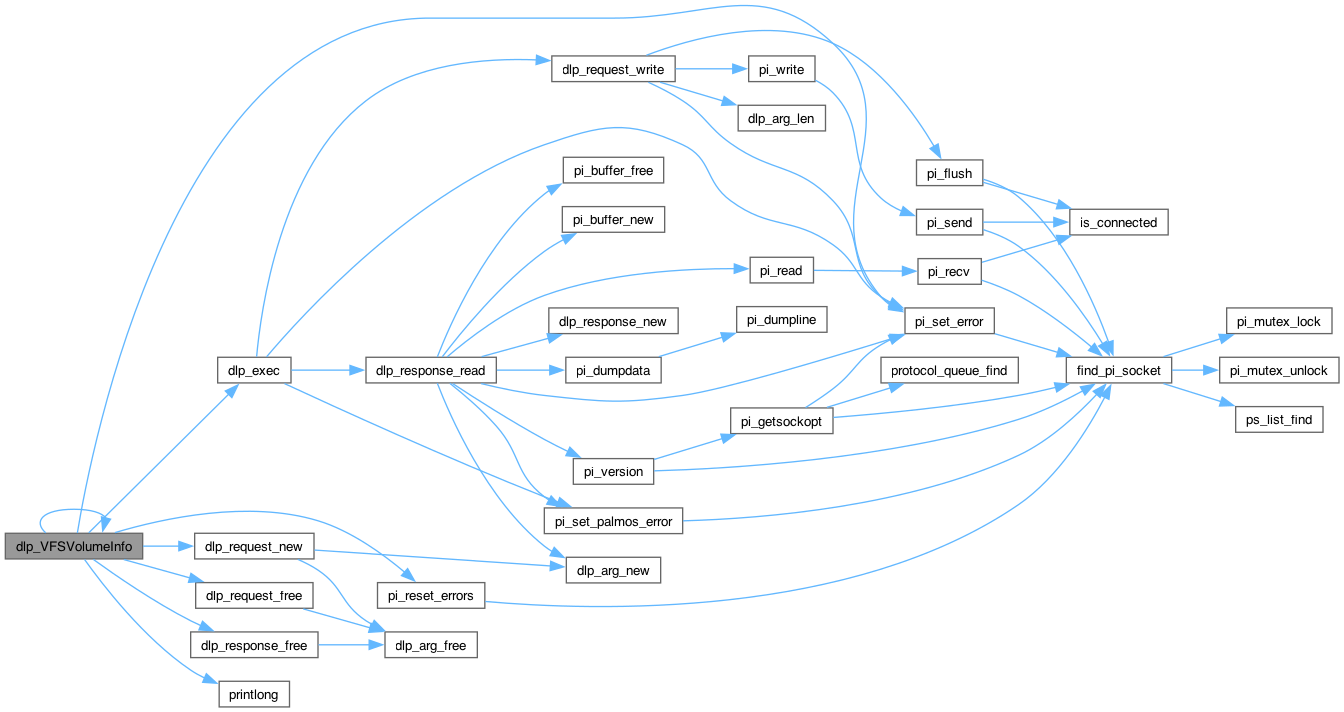 dlp_request_write
pi_write
dlp_arg_len
pi_buffer_free
pi_flush
pi_buffer_new
pi_send
is_connected
pi_read
pi_recv
dlp_response_new
pi_dumpline
pi_set_error
pi_mutex_lock
dlp_exec
dlp_response_read
pi_dumpdata
protocol_queue_find
find_pi_socket
pi_mutex_unlock
pi_getsockopt
ps_list_find
pi_version
pi_set_palmos_error
dlp_VFSVolumeInfo
dlp_request_new
dlp_arg_new
dlp_request_free
pi_reset_errors
dlp_response_free
dlp_arg_free
printlong